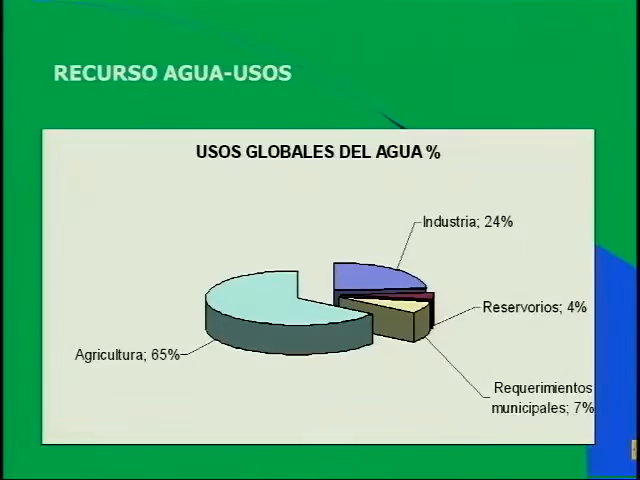 RECURSO AGUA-USOS
USOS GLOBALES DEL AGUA %
Industria; 24%
Reservorios; 4%
Agricultura; 65%
Requerimientos
municipales; 7%